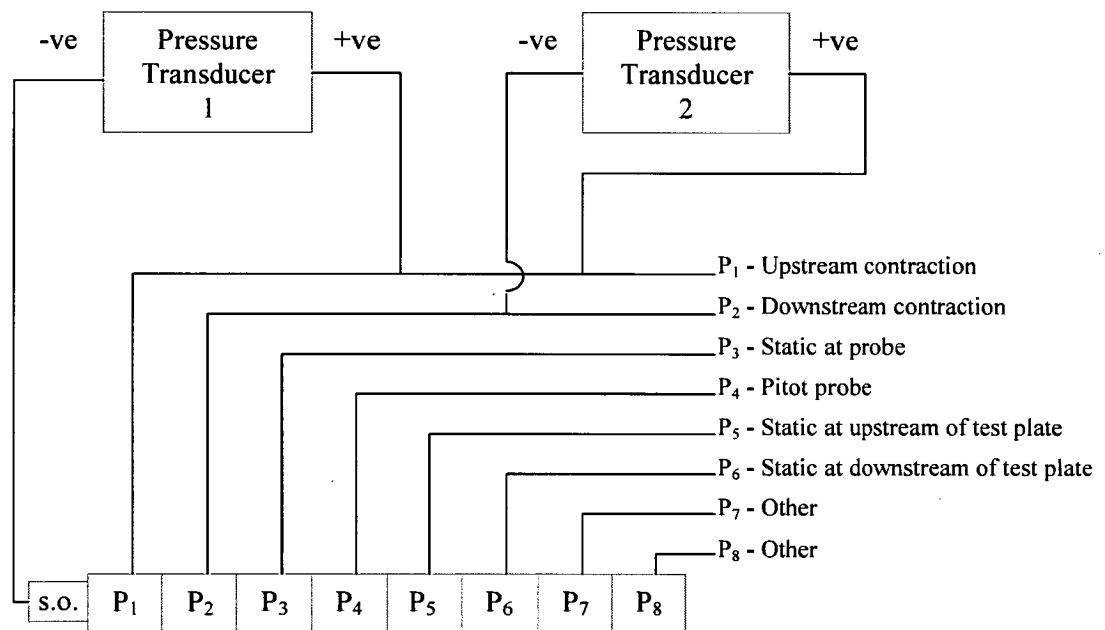 -ve
Pressure
Transducer
1
+ve
-ve
Pressure
Transducer
2
+ve
P₁ - Upstream contraction
P₂ - Downstream contraction
P₃ - Static at probe
P₄ - Pitot probe
P₅ - Static at upstream of test plate
P₆ - Static at downstream of test plate
P₇ - Other
P₈ - Other
s.o. P₁ P₂ P₃ P₄ P₅ P₆ P₇ P₈